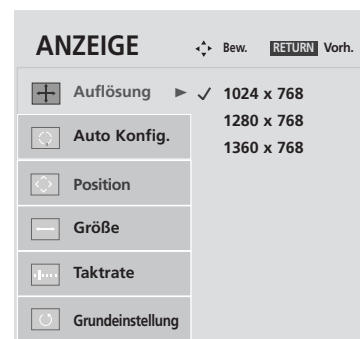 ANZEIGE Bew. RETURN Vorh.
Auflösung 1024 x 768
1280 x 768
Auto Konfig.
1360 x 768
Position
Größe
Taktrate
Grundeinstellung